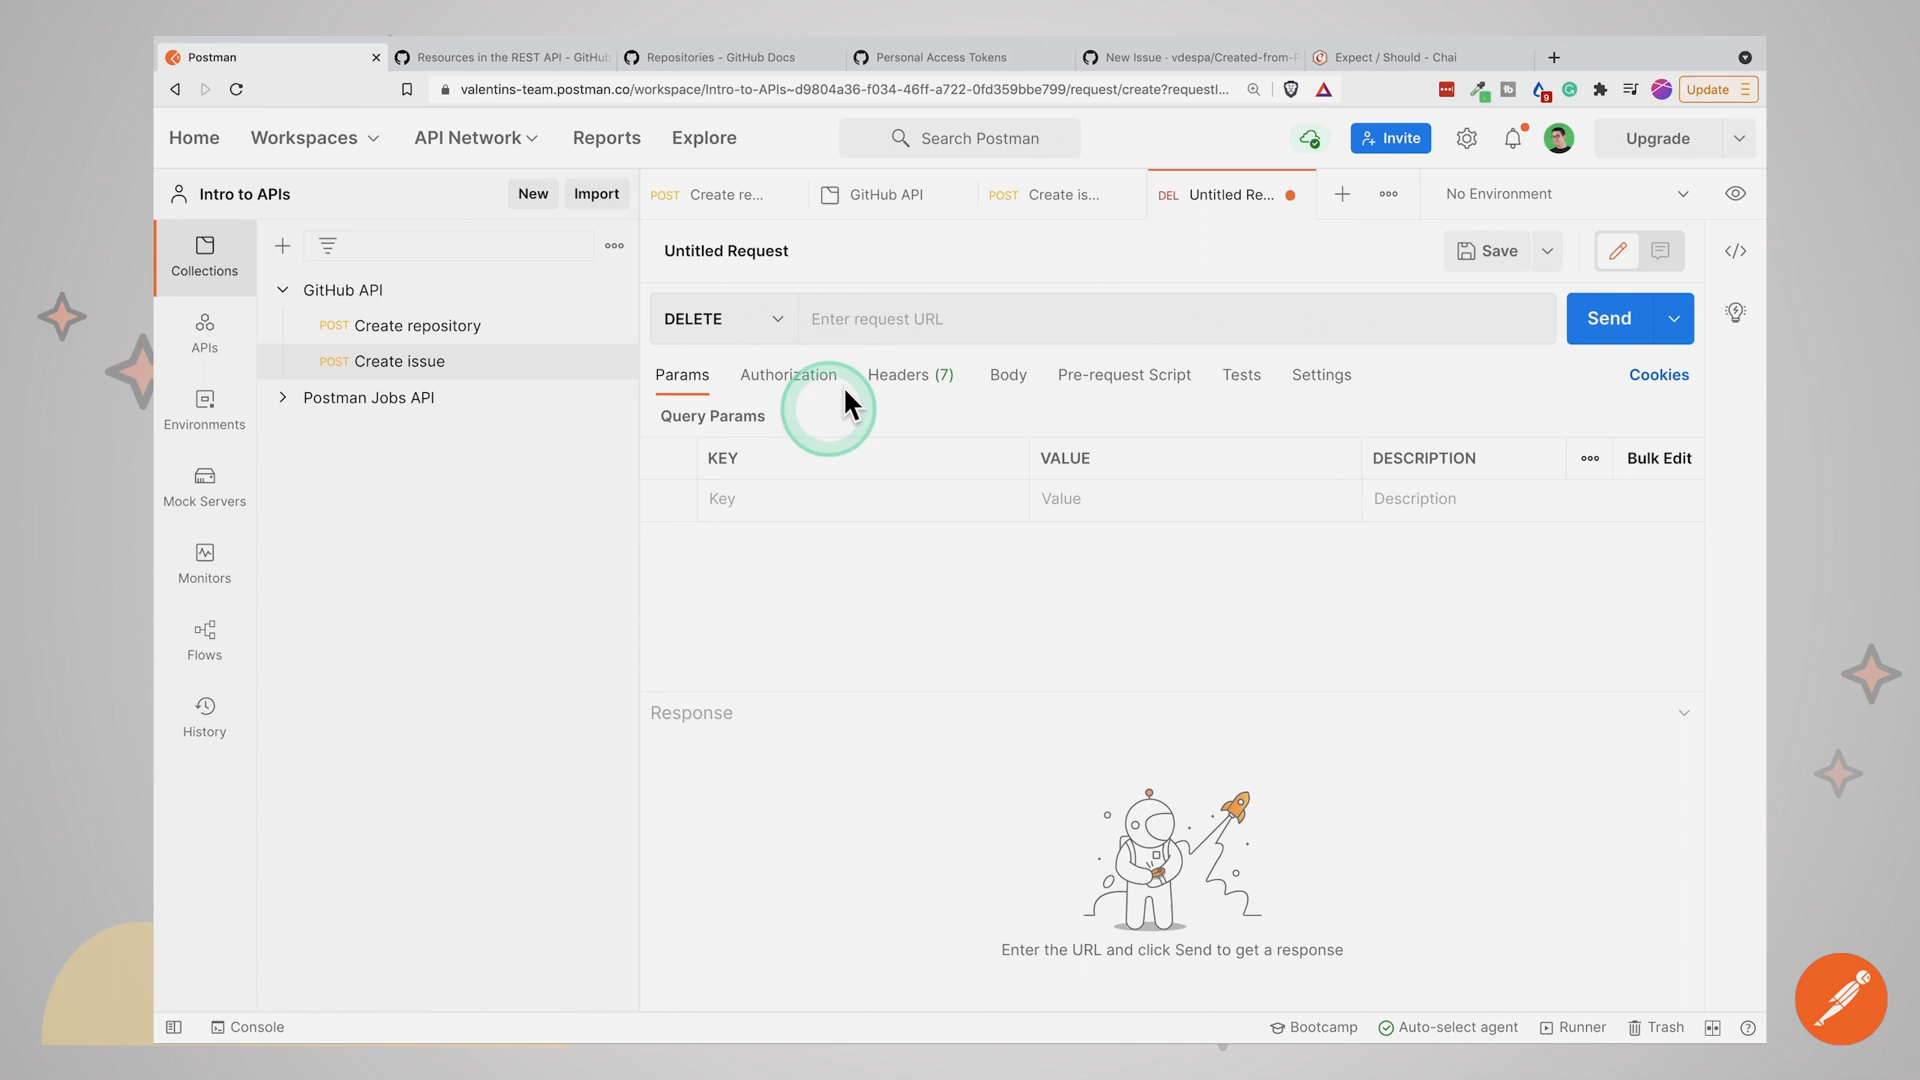 Postman
Resources in the REST API - GitHub
Repositories - GitHub Docs
Personal Access Tokens
New Issue · vdespa/Created-from-P
Expect / Should - Chai
valentins-team.postman.co/workspace/Intro-to-APIs~d9804a36-f034-46ff-a722-0fd359bbe799/request/create?requestI...
9
Update
Home
Workspaces
API Network
Reports
Explore
Search Postman
Invite
Upgrade
Intro to APIs
New
Import
POST Create re...
GitHub API
POST Create is...
DEL Untitled Re...
No Environment
Collections
APIs
Environments
Mock Servers
Monitors
Flows
History
GitHub API
POST Create repository
POST Create issue
Postman Jobs API
Untitled Request
Save
DELETE
Enter request URL
Send
Params
Authorization
Headers (7)
Body
Pre-request Script
Tests
Settings
Cookies
Query Params
KEY
VALUE
DESCRIPTION
Bulk Edit
Key
Value
Description
Response
Enter the URL and click Send to get a response
Console
Bootcamp
Auto-select agent
Runner
Trash